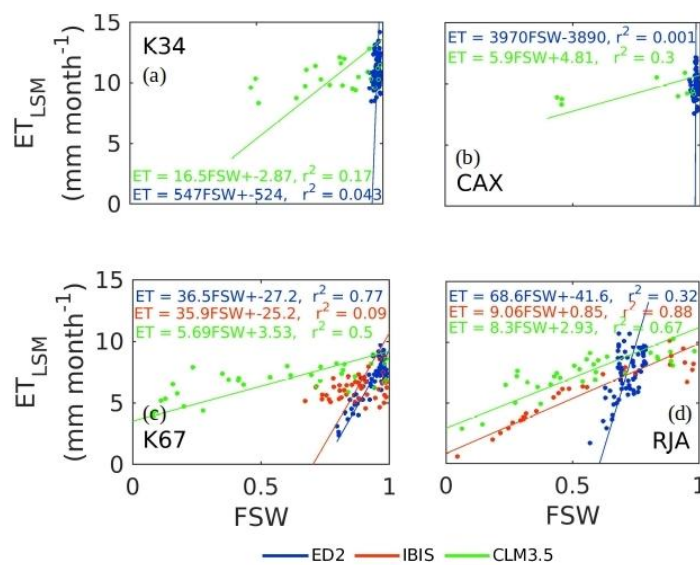 15
10
5
0
ET_LSM
(mm month⁻¹)
K34
(a)
ET = 16.5FSW+-2.87, r² = 0.17
ET = 547FSW+-524, r² = 0.043
ET = 3970FSW-3890, r² = 0.001
ET = 5.9FSW+4.81, r² = 0.3
(b)
CAX
15
10
5
0
ET_LSM
(mm month⁻¹)
ET = 36.5FSW+-27.2, r² = 0.77
ET = 35.9FSW+-25.2, r² = 0.09
ET = 5.69FSW+3.53, r² = 0.5
(c)
K67
0 0.5 1
FSW
ET = 68.6FSW+-41.6, r² = 0.32
ET = 9.06FSW+0.85, r² = 0.88
ET = 8.3FSW+2.93, r² = 0.67
(d)
RJA
0 0.5 1
FSW
ED2 IBIS CLM3.5